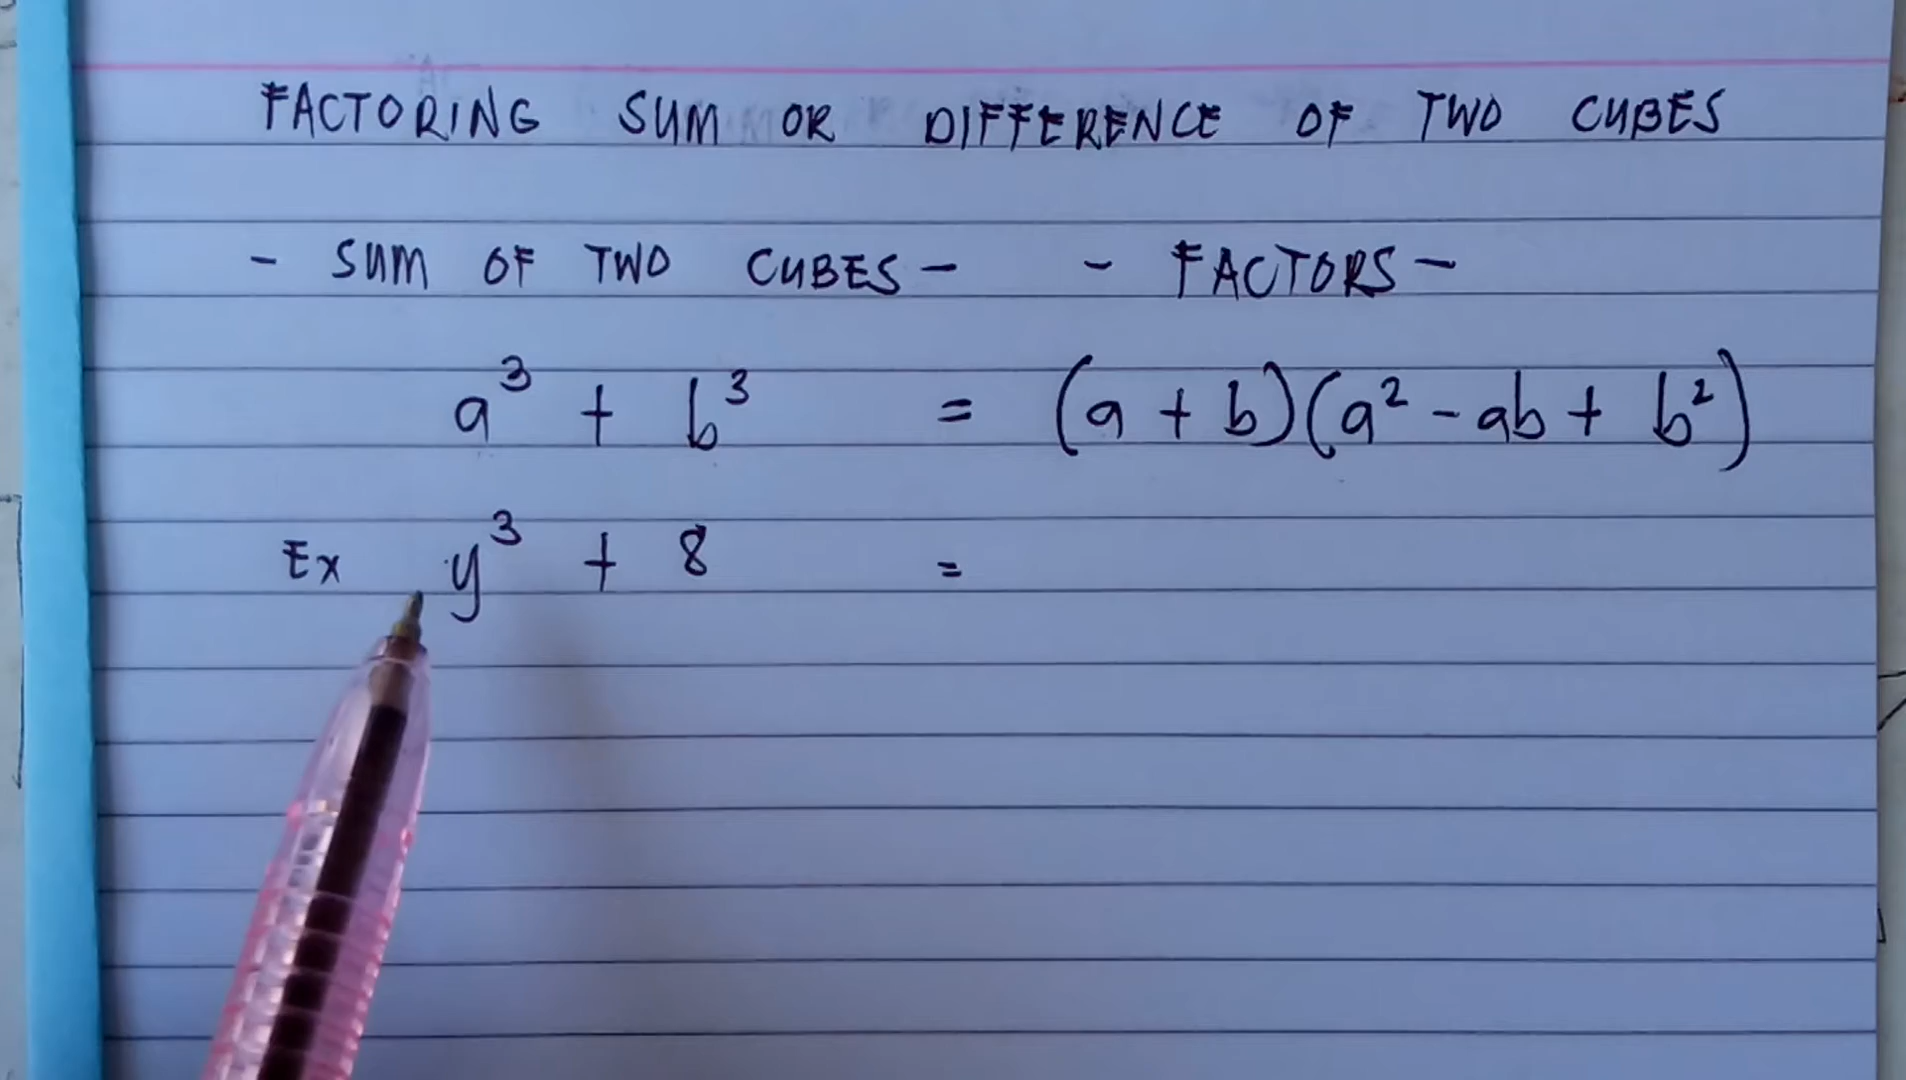 FACTORING SUM OR DIFFERENCE OF TWO CUBES
- SUM OF TWO CUBES - - FACTORS -
a³ + b³ = (a + b)(a² - ab + b²)
Ex y³ + 8 =